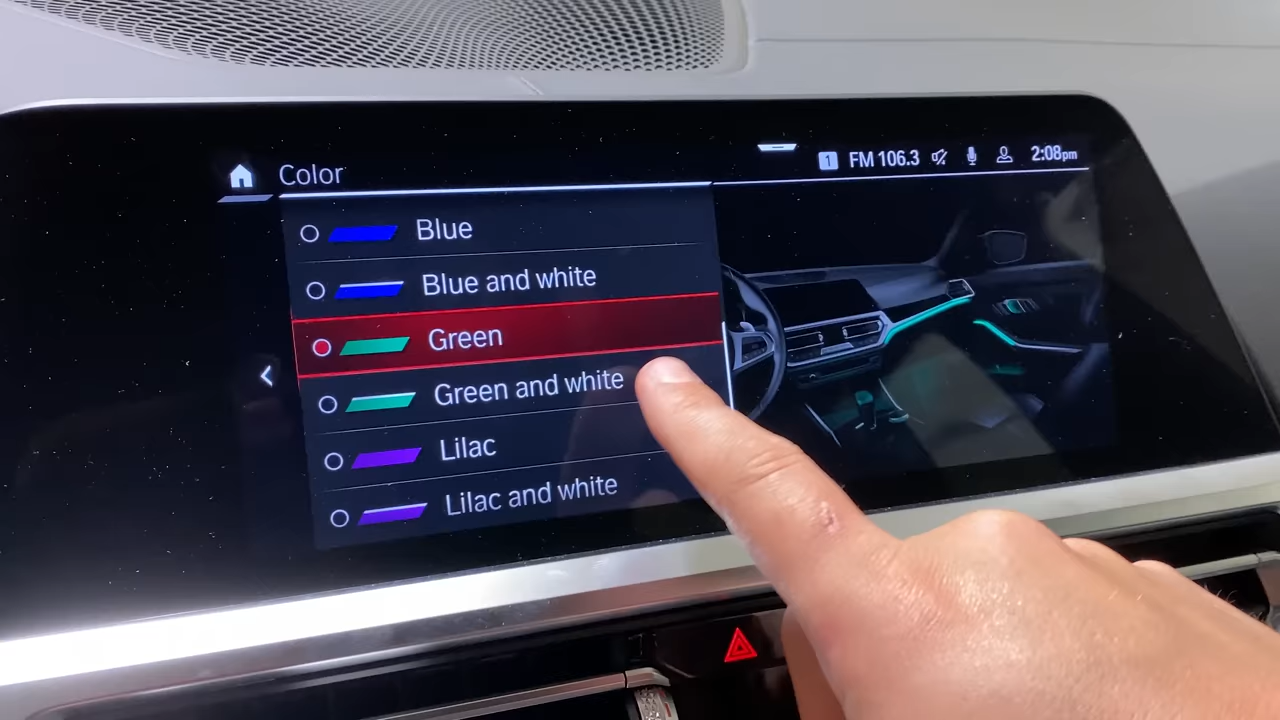 Color
1 FM 106.3 2:08pm
Blue
Blue and white
Green
Green and white
Lilac
Lilac and white